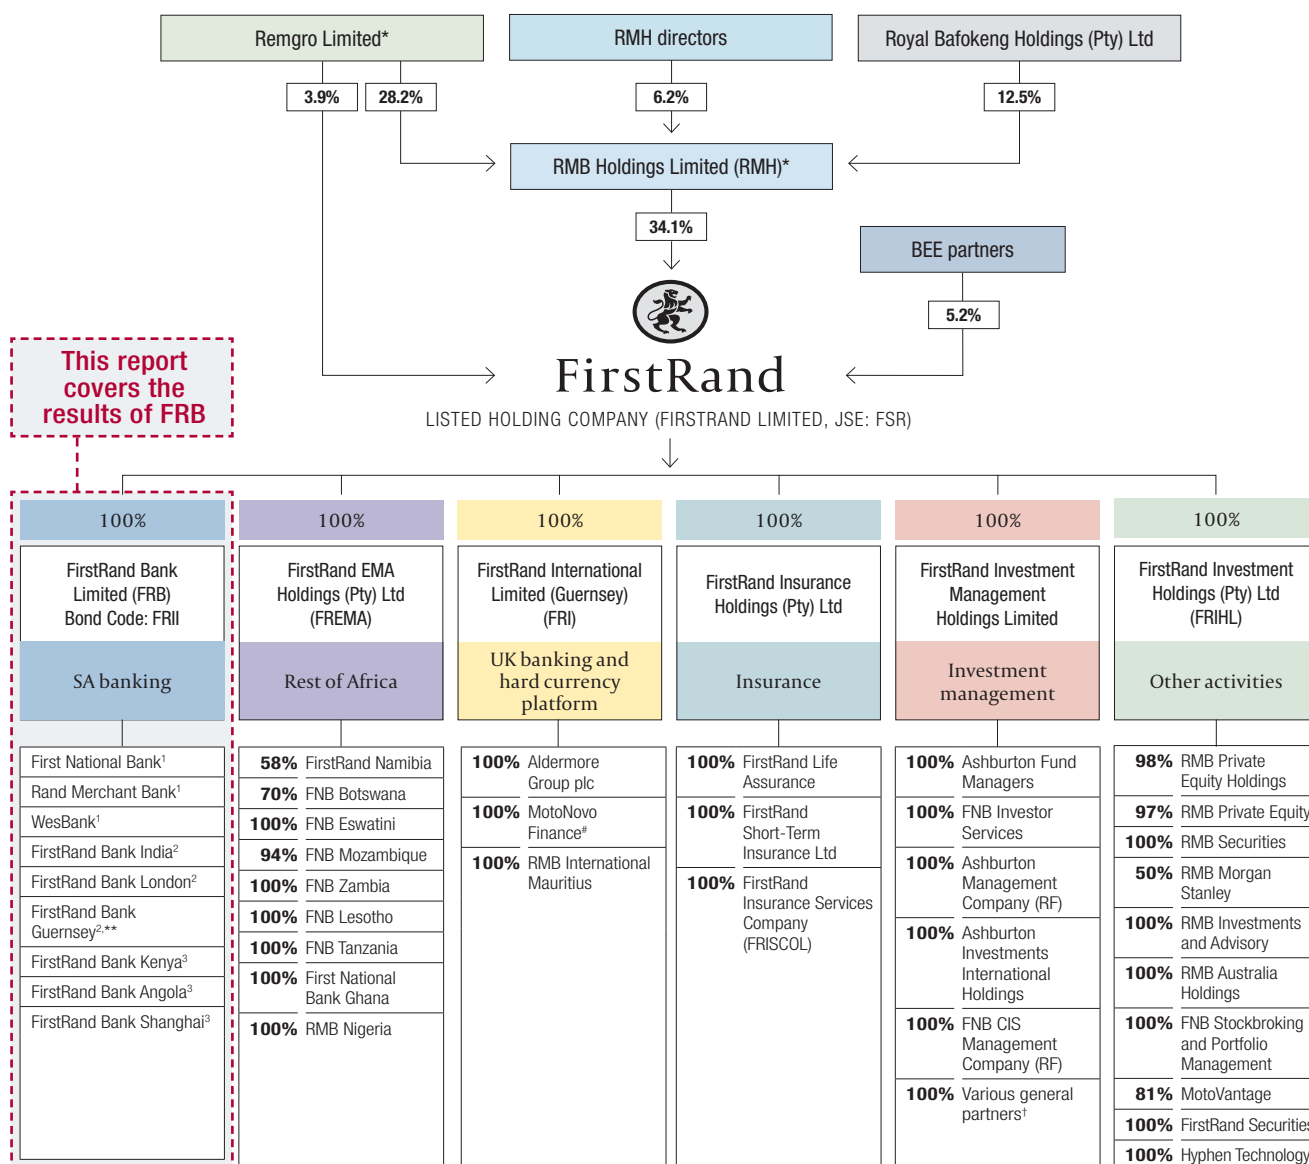 Remgro Limited*
RMH directors
Royal Bafokeng Holdings (Pty) Ltd
3.9%
28.2%
6.2%
12.5%
RMB Holdings Limited (RMH)*
34.1%
BEE partners
5.2%
This report
covers the
results of FRB
FirstRand
LISTED HOLDING COMPANY (FIRSTRAND LIMITED, JSE: FSR)
100%
FirstRand Bank
Limited (FRB)
Bond Code: FRII
SA banking
First National Bank¹
Rand Merchant Bank¹
WesBank¹
FirstRand Bank India²
FirstRand Bank London²
FirstRand Bank
Guernsey²,**
FirstRand Bank Kenya³
FirstRand Bank Angola³
FirstRand Bank Shanghai³
100%
FirstRand EMA
Holdings (Pty) Ltd
(FREMA)
Rest of Africa
58% FirstRand Namibia
70% FNB Botswana
100% FNB Eswatini
94% FNB Mozambique
100% FNB Zambia
100% FNB Lesotho
100% FNB Tanzania
100% First National
Bank Ghana
100% RMB Nigeria
100%
FirstRand International
Limited (Guernsey)
(FRI)
UK banking and
hard currency
platform
100% Aldermore
Group plc
100% MotoNovo
Finance#
100% RMB International
Mauritius
100%
FirstRand Insurance
Holdings (Pty) Ltd
Insurance
100% FirstRand Life
Assurance
100% FirstRand
Short-Term
Insurance Ltd
100% FirstRand
Insurance Services
Company
(FRISCOL)
100%
FirstRand Investment
Management
Holdings Limited
Investment
management
100% Ashburton Fund
Managers
100% FNB Investor
Services
100% Ashburton
Management
Company (RF)
100% Ashburton
Investments
International
Holdings
100% FNB CIS
Management
Company (RF)
100% Various general
partners†
100%
FirstRand Investment
Holdings (Pty) Ltd
(FRIHL)
Other activities
98% RMB Private
Equity Holdings
97% RMB Private Equity
100% RMB Securities
50% RMB Morgan
Stanley
100% RMB Investments
and Advisory
100% RMB Australia
Holdings
100% FNB Stockbroking
and Portfolio
Management
81% MotoVantage
100% FirstRand Securities
100% Hyphen Technology